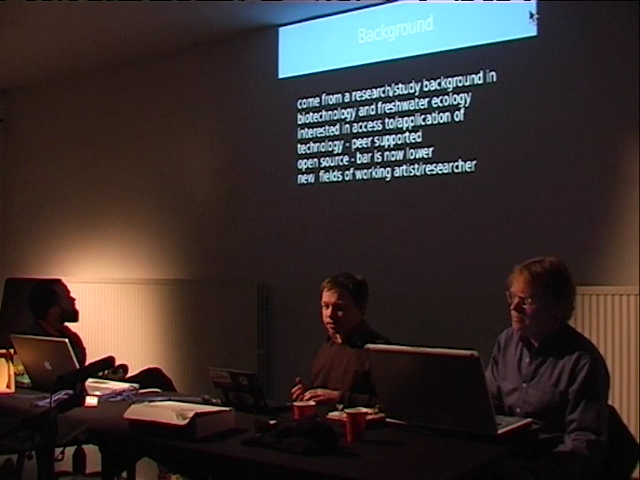 Background
come from a research/study background in
biotechnology and freshwater ecology
interested in access to/application of
technology - peer supported
open source - bar is now lower
new fields of working artist/researcher